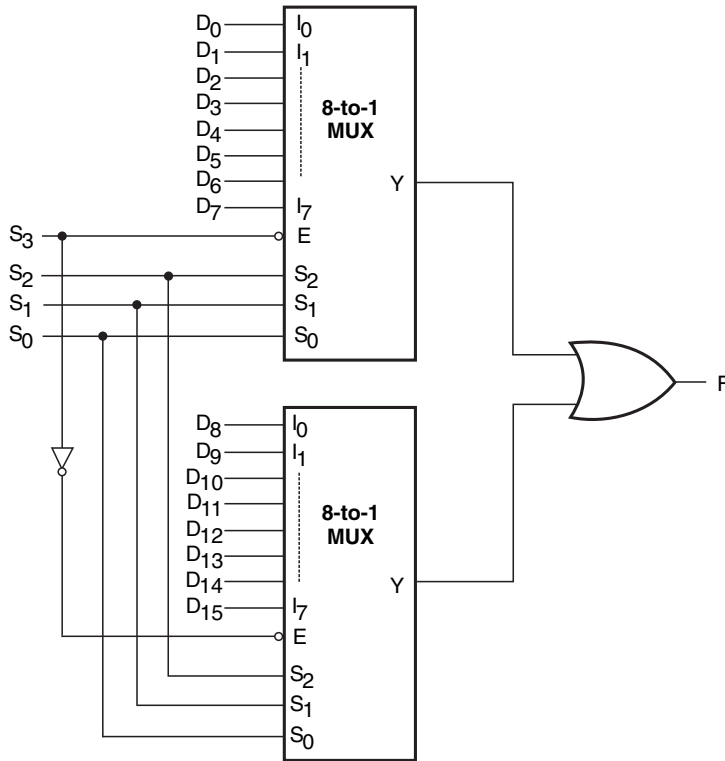 D0 I0
D1 I1
D2
D3
D4
D5
D6
D7 I7
8-to-1
MUX
Y
S3 E
S2 S2
S1 S1
S0 S0
F
D8 I0
D9 I1
D10
D11
D12
D13
D14
D15 I7
8-to-1
MUX
Y
E
S2
S1
S0